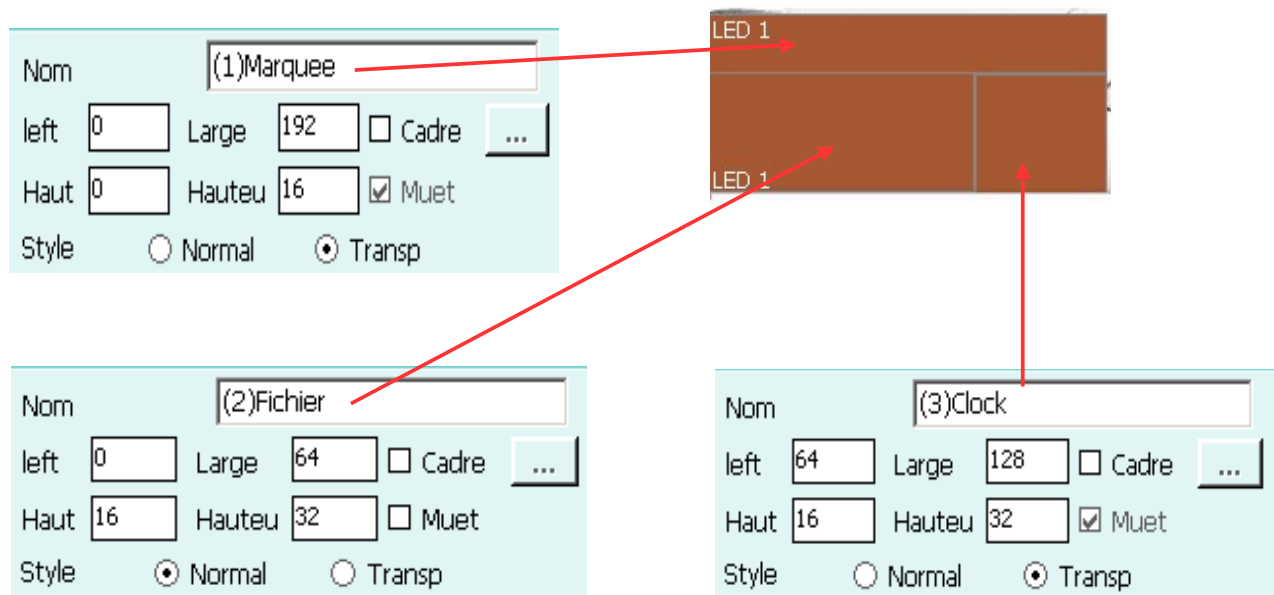 LED 1
LED 1
Nom (1)Marquee
left 0 Large 192 Cadre ...
Haut 0 Hauteu 16 Muet
Style Normal Transp
Nom (2)Fichier
left 0 Large 64 Cadre ...
Haut 16 Hauteu 32 Muet
Style Normal Transp
Nom (3)Clock
left 64 Large 128 Cadre ...
Haut 16 Hauteu 32 Muet
Style Normal Transp